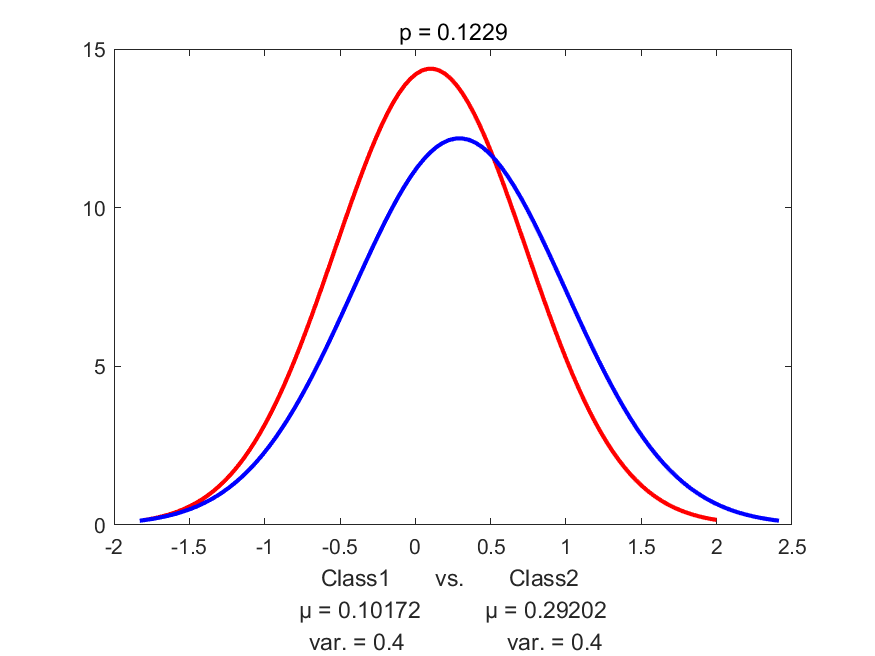 p = 0.1229
15
10
5
0
-2 -1.5 -1 -0.5 0 0.5 1 1.5 2 2.5
Class1 vs. Class2
μ = 0.10172 μ = 0.29202
var. = 0.4 var. = 0.4